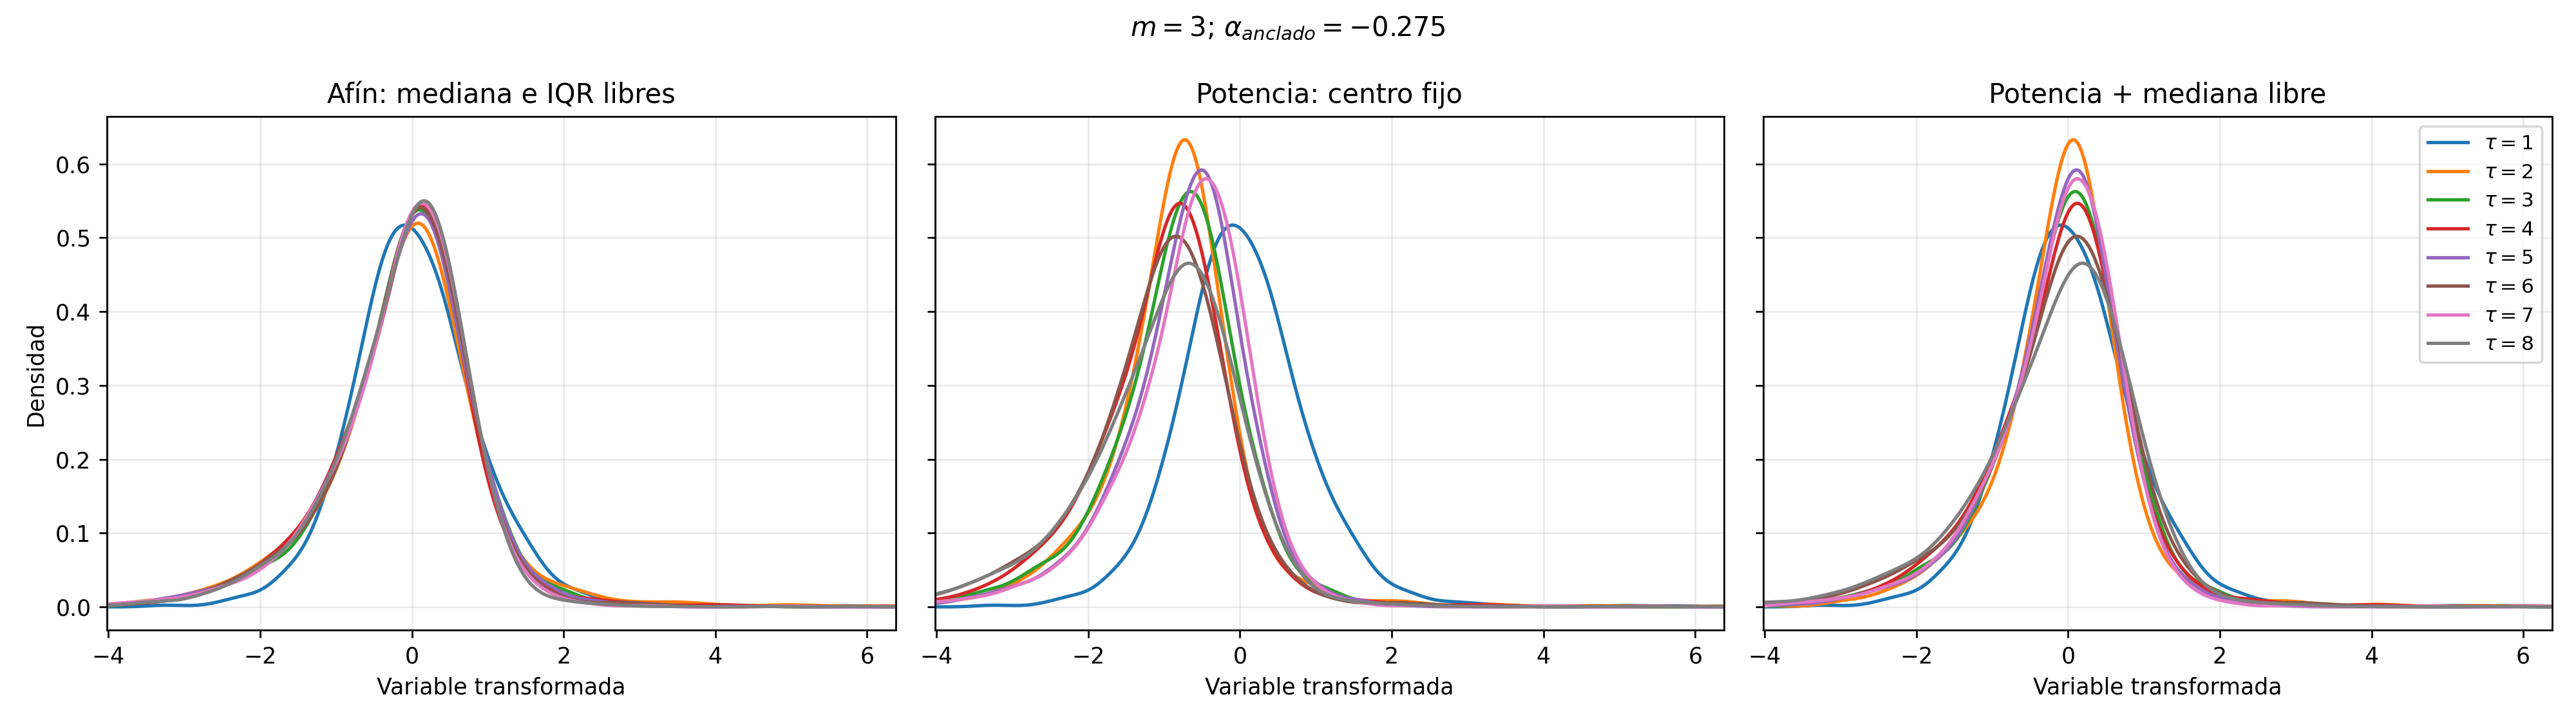 m = 3; α_anclado = −0.275
Afín: mediana e IQR libres
Potencia: centro fijo
Potencia + mediana libre
Densidad
0.6
0.5
0.4
0.3
0.2
0.1
0.0
−4 −2 0 2 4 6
−4 −2 0 2 4 6
−4 −2 0 2 4 6
Variable transformada
Variable transformada
Variable transformada
τ = 1
τ = 2
τ = 3
τ = 4
τ = 5
τ = 6
τ = 7
τ = 8